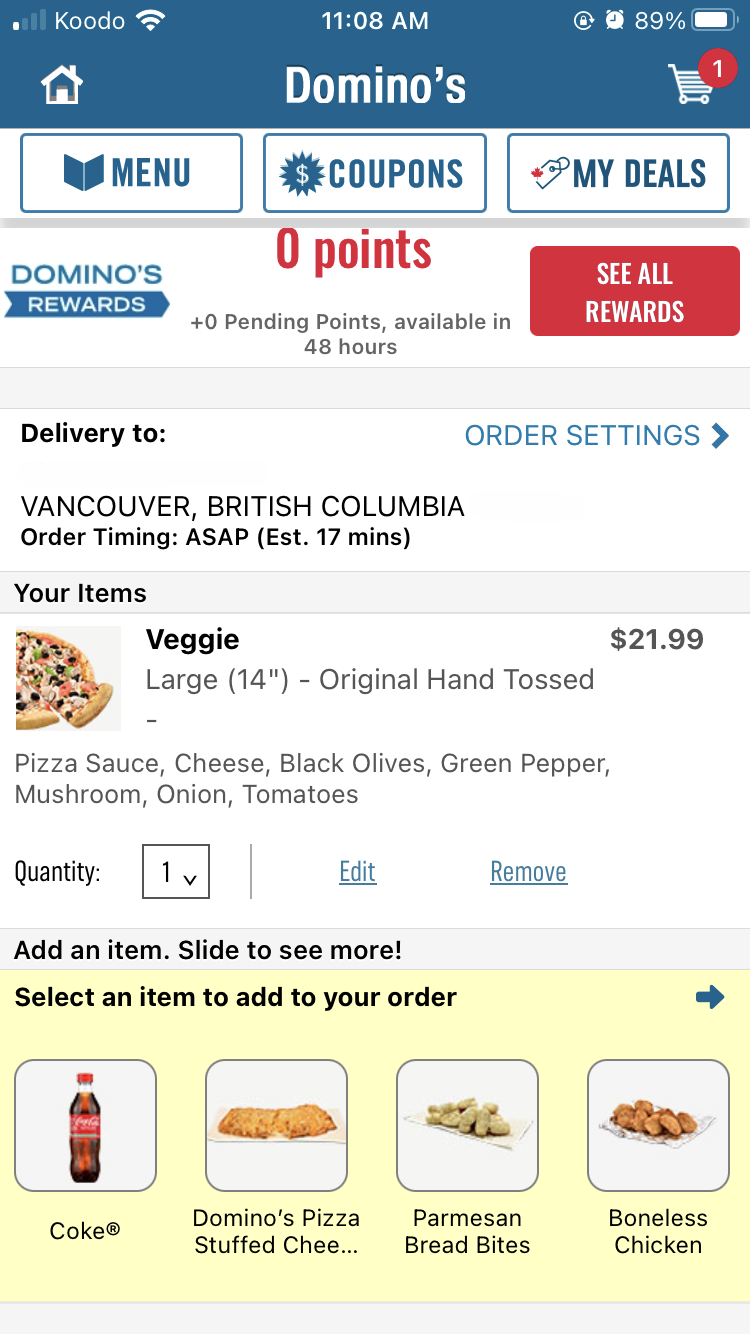 Koodo 11:08 AM 89%
Domino's 1
MENU COUPONS MY DEALS
0 points
DOMINO'S
REWARDS
SEE ALL
REWARDS
+0 Pending Points, available in
48 hours
Delivery to: ORDER SETTINGS
VANCOUVER, BRITISH COLUMBIA
Order Timing: ASAP (Est. 17 mins)
Your Items
Veggie $21.99
Large (14") - Original Hand Tossed
-
Pizza Sauce, Cheese, Black Olives, Green Pepper,
Mushroom, Onion, Tomatoes
Quantity: 1 Edit Remove
Add an item. Slide to see more!
Select an item to add to your order
Coca-Cola
Coke®
Domino's Pizza
Stuffed Chee...
Parmesan
Bread Bites
Boneless
Chicken